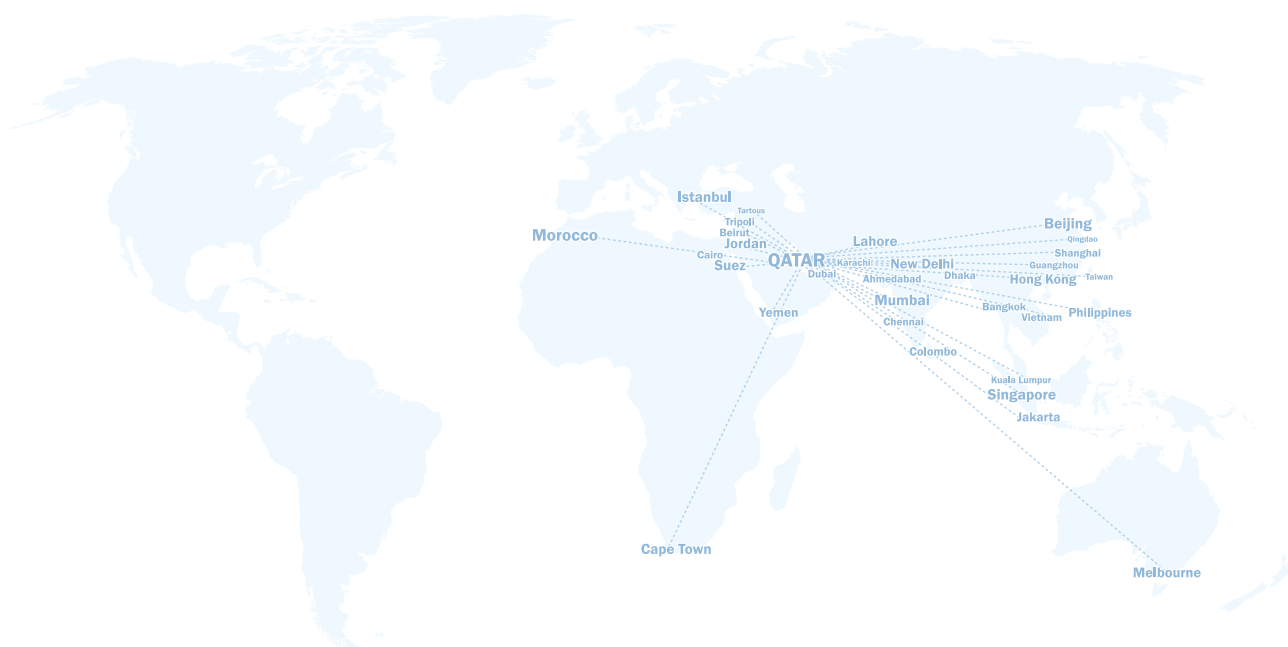 Istanbul
Tartous
Tripoli
Beirut
Morocco
Jordan
Cairo
Suez
QATAR
Dubai
Karachi
Lahore
New Delhi
Ahmedabad
Dhaka
Beijing
Qingdao
Shanghai
Guangzhou
Hong Kong
Taiwan
Mumbai
Bangkok
Vietnam
Philippines
Yemen
Chennai
Colombo
Kuala Lumpur
Singapore
Jakarta
Cape Town
Melbourne